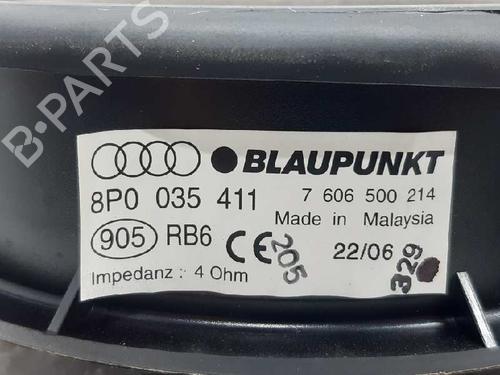 B-PARTS
BLAUPUNKT
8P0 035 411 7 606 500 214
Made in Malaysia
905 RB6 CE 205 22/06 329
Impedanz : 4 Ohm